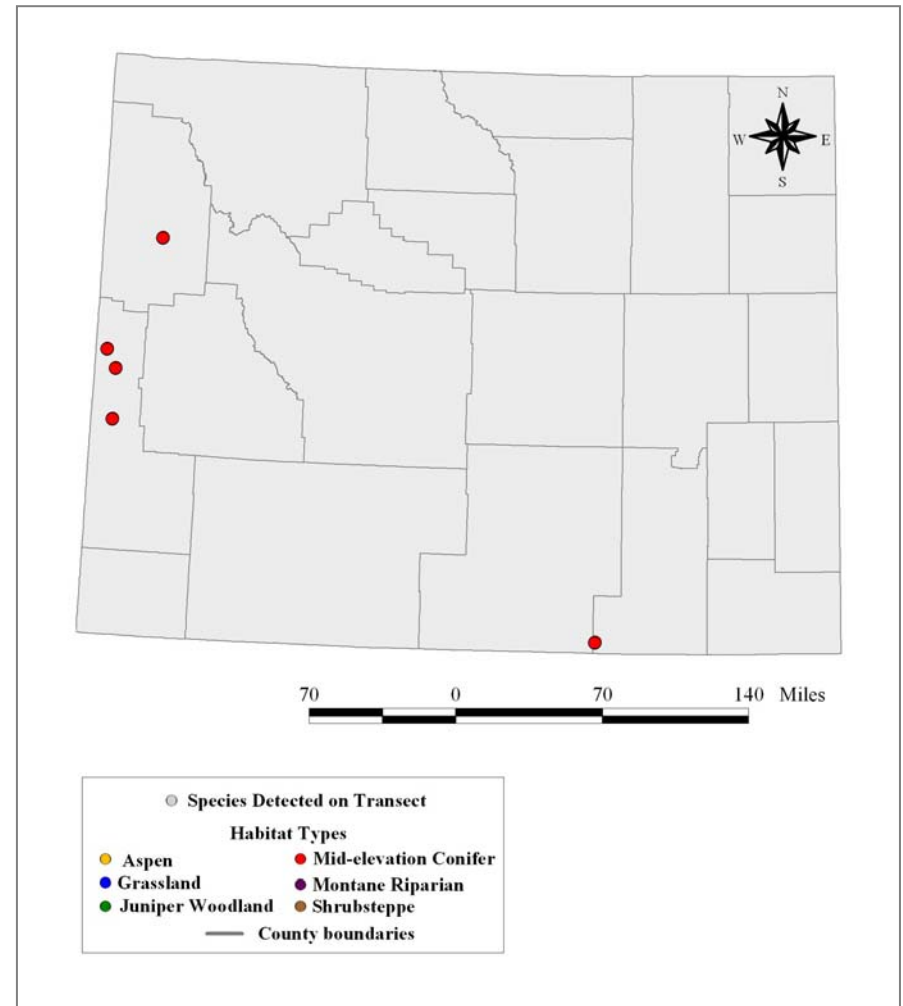 N
W E
S
70 0 70 140 Miles
Species Detected on Transect
Habitat Types
Aspen Mid-elevation Conifer
Grassland Montane Riparian
Juniper Woodland Shrubsteppe
County boundaries